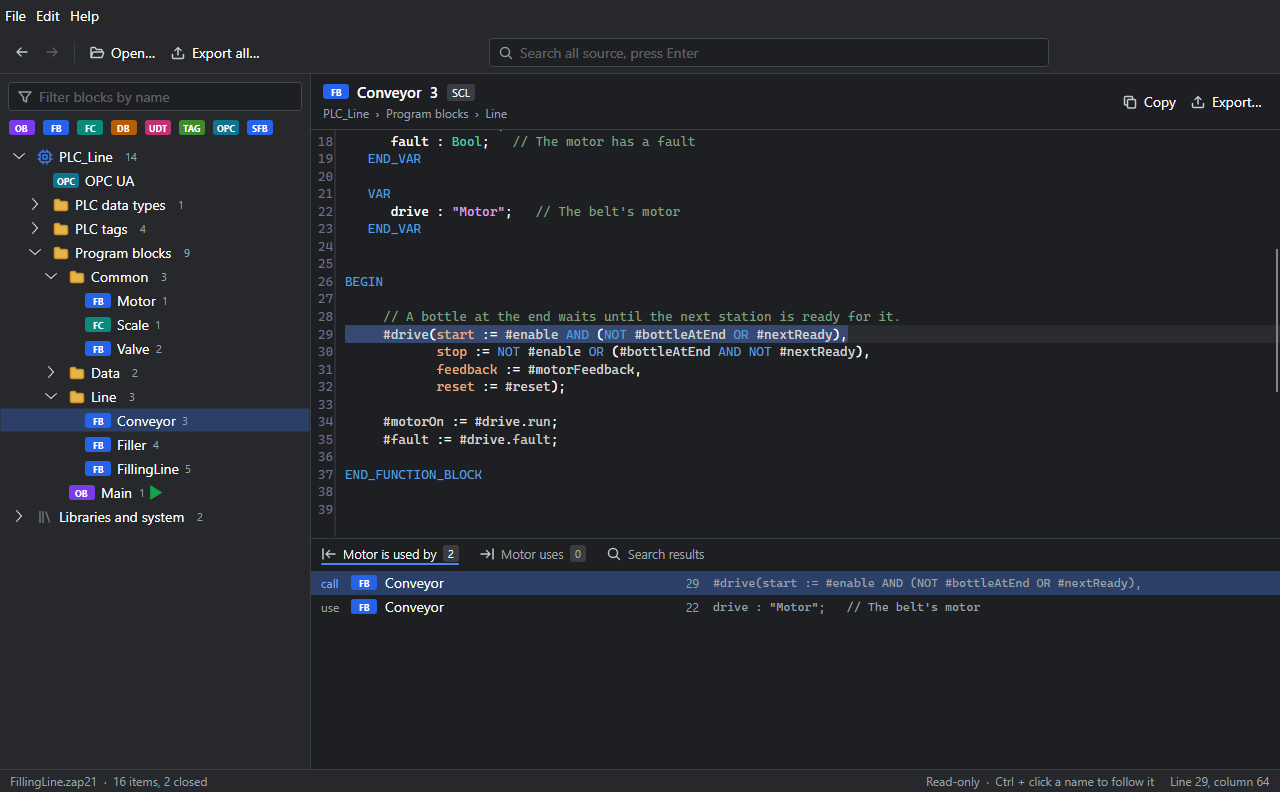 File Edit Help
Open... Export all... Search all source, press Enter
Filter blocks by name
OB FB FC DB UDT TAG OPC SFB
PLC_Line 14
OPC OPC UA
PLC data types 1
PLC tags 4
Program blocks 9
Common 3
FB Motor 1
FC Scale 1
FB Valve 2
Data 2
Line 3
FB Conveyor 3
FB Filler 4
FB FillingLine 5
OB Main 1
Libraries and system 2
FB Conveyor 3 SCL
PLC_Line › Program blocks › Line
Copy Export...
18 fault : Bool; // The motor has a fault
19 END_VAR
20
21 VAR
22 drive : "Motor"; // The belt's motor
23 END_VAR
24
25
26 BEGIN
27
28 // A bottle at the end waits until the next station is ready for it.
29 #drive(start := #enable AND (NOT #bottleAtEnd OR #nextReady),
30 stop := NOT #enable OR (#bottleAtEnd AND NOT #nextReady),
31 feedback := #motorFeedback,
32 reset := #reset);
33
34 #motorOn := #drive.run;
35 #fault := #drive.fault;
36
37 END_FUNCTION_BLOCK
38
39
Motor is used by 2 Motor uses 0 Search results
call FB Conveyor 29 #drive(start := #enable AND (NOT #bottleAtEnd OR #nextReady),
use FB Conveyor 22 drive : "Motor"; // The belt's motor
FillingLine.zap21 · 16 items, 2 closed
Read-only · Ctrl + click a name to follow it Line 29, column 64